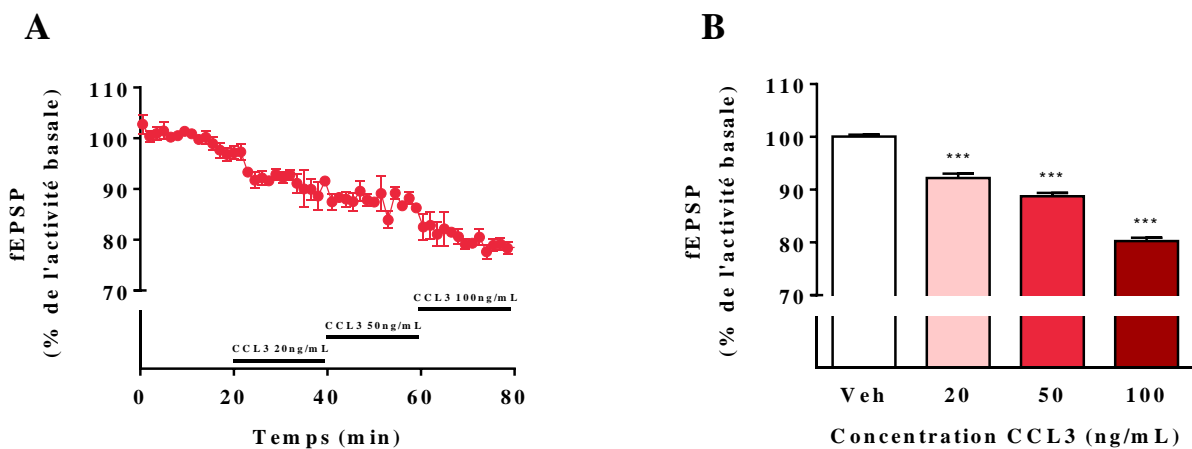 A
fEPSP
(% de l'activité basale)
110
100
90
80
70
CCL3 100ng/mL
CCL3 50ng/mL
CCL3 20ng/mL
0 20 40 60 80
Temps (min)
B
fEPSP
(% de l'activité basale)
110
100
90
80
70
***
***
***
Veh 20 50 100
Concentration CCL3 (ng/mL)